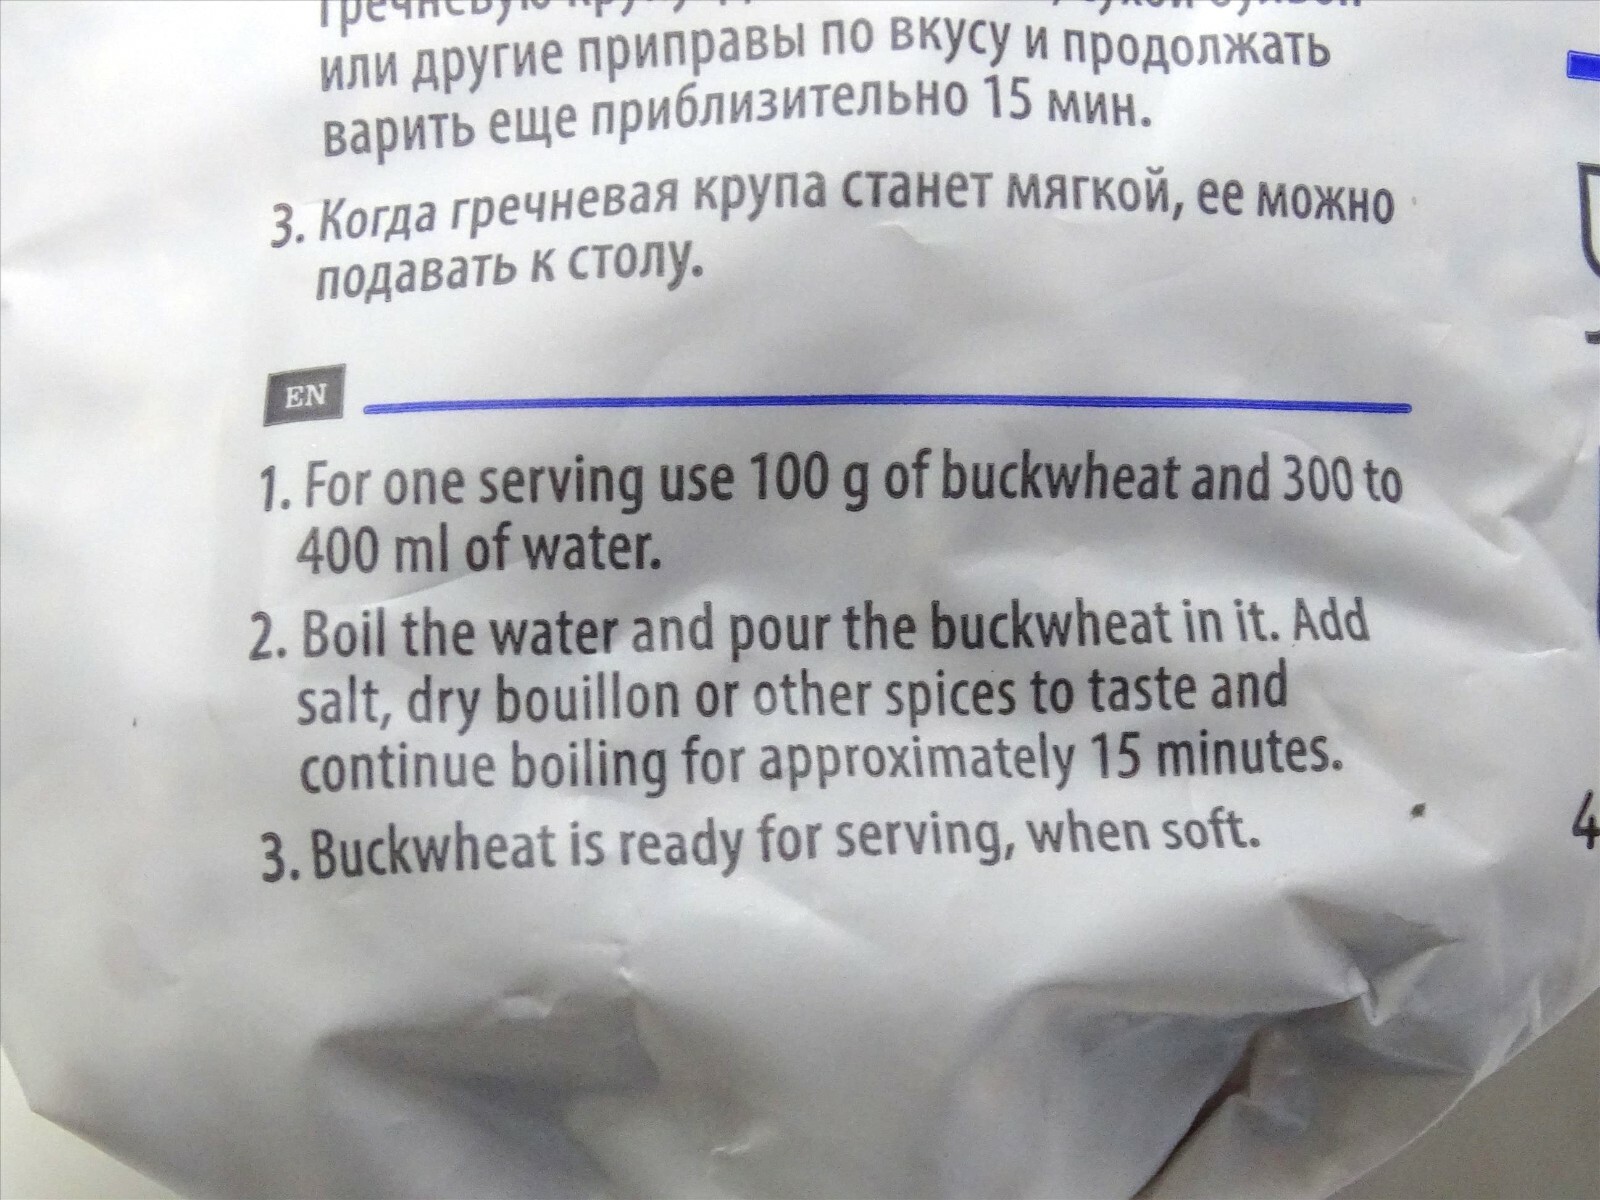 или другие приправы по вкусу и продолжать
варить еще приблизительно 15 мин.
3. Когда гречневая крупа станет мягкой, ее можно
подавать к столу.
EN
1. For one serving use 100 g of buckwheat and 300 to
400 ml of water.
2. Boil the water and pour the buckwheat in it. Add
salt, dry bouillon or other spices to taste and
continue boiling for approximately 15 minutes.
3. Buckwheat is ready for serving, when soft.
4